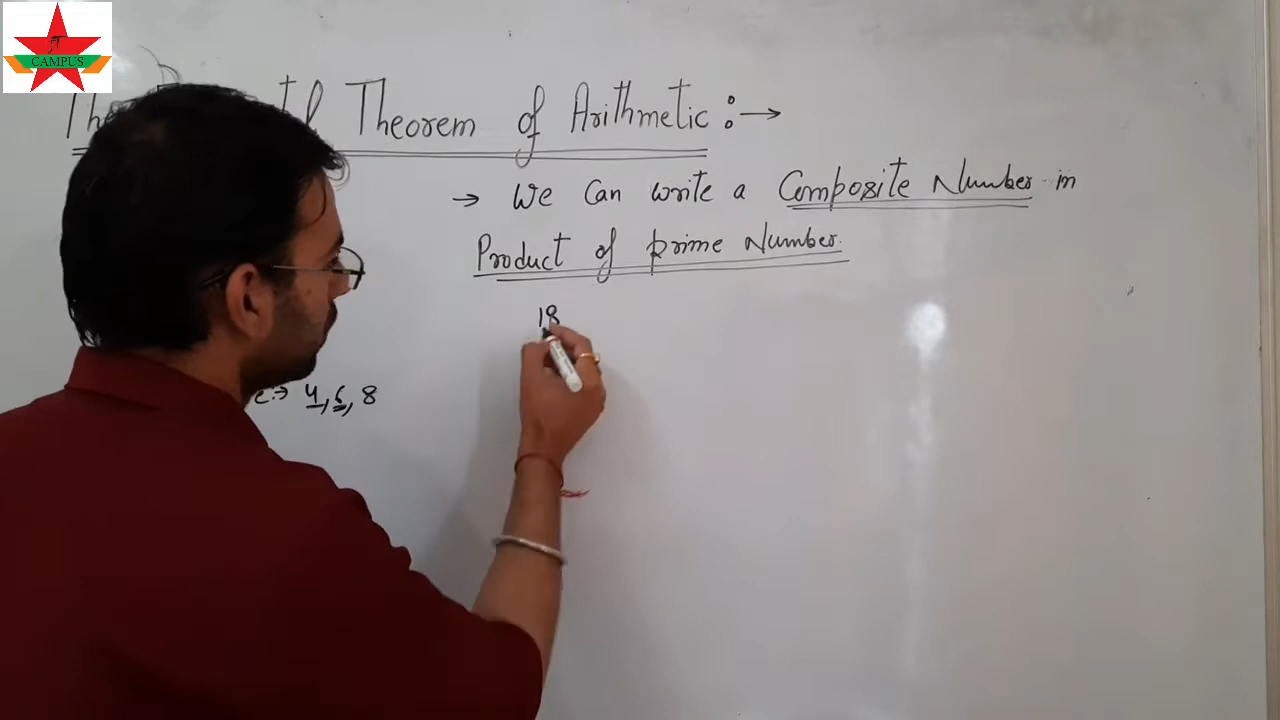 CAMPUS
Theorem of Arithmetic :→
→ We Can write a Composite Number in
Product of prime Number.
18
:→ 4, 6, 8